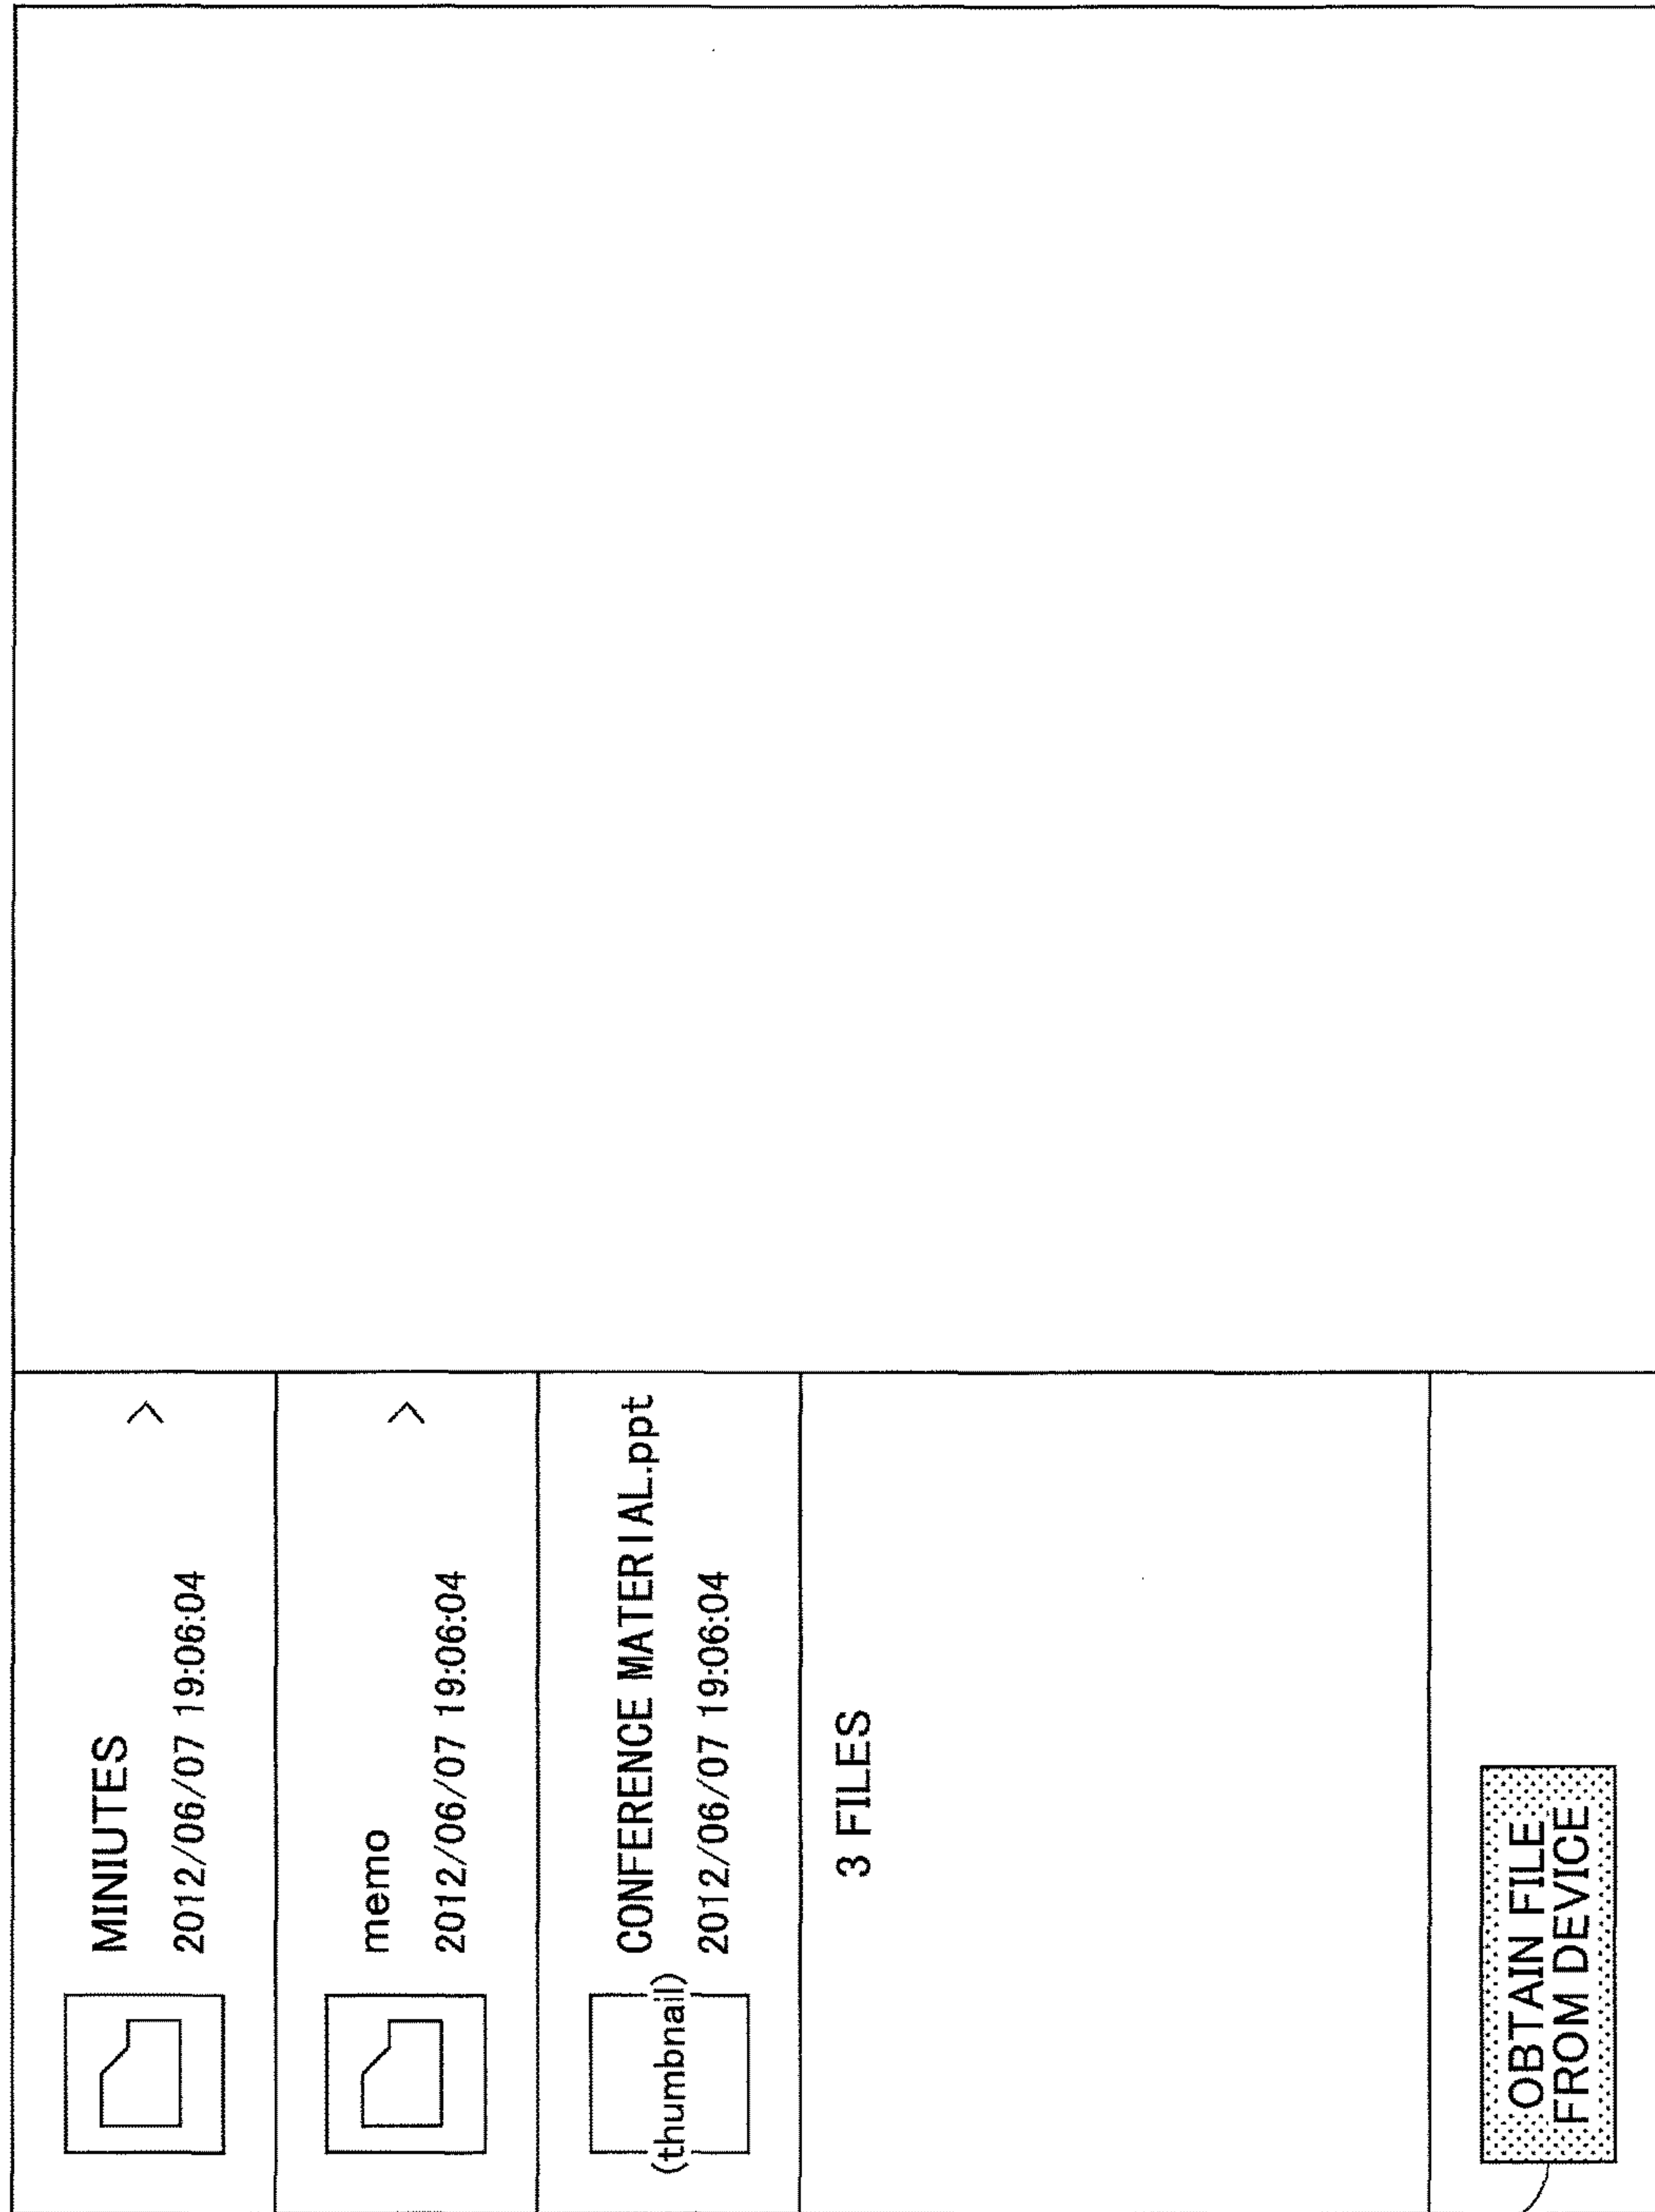 MINIUTES
2012/06/07 19:06:04
>
memo
2012/06/07 19:06:04
>
(thumbnail)
CONFERENCE MATERIAL.ppt
2012/06/07 19:06:04
3 FILES
OBTAIN FILE
FROM DEVICE